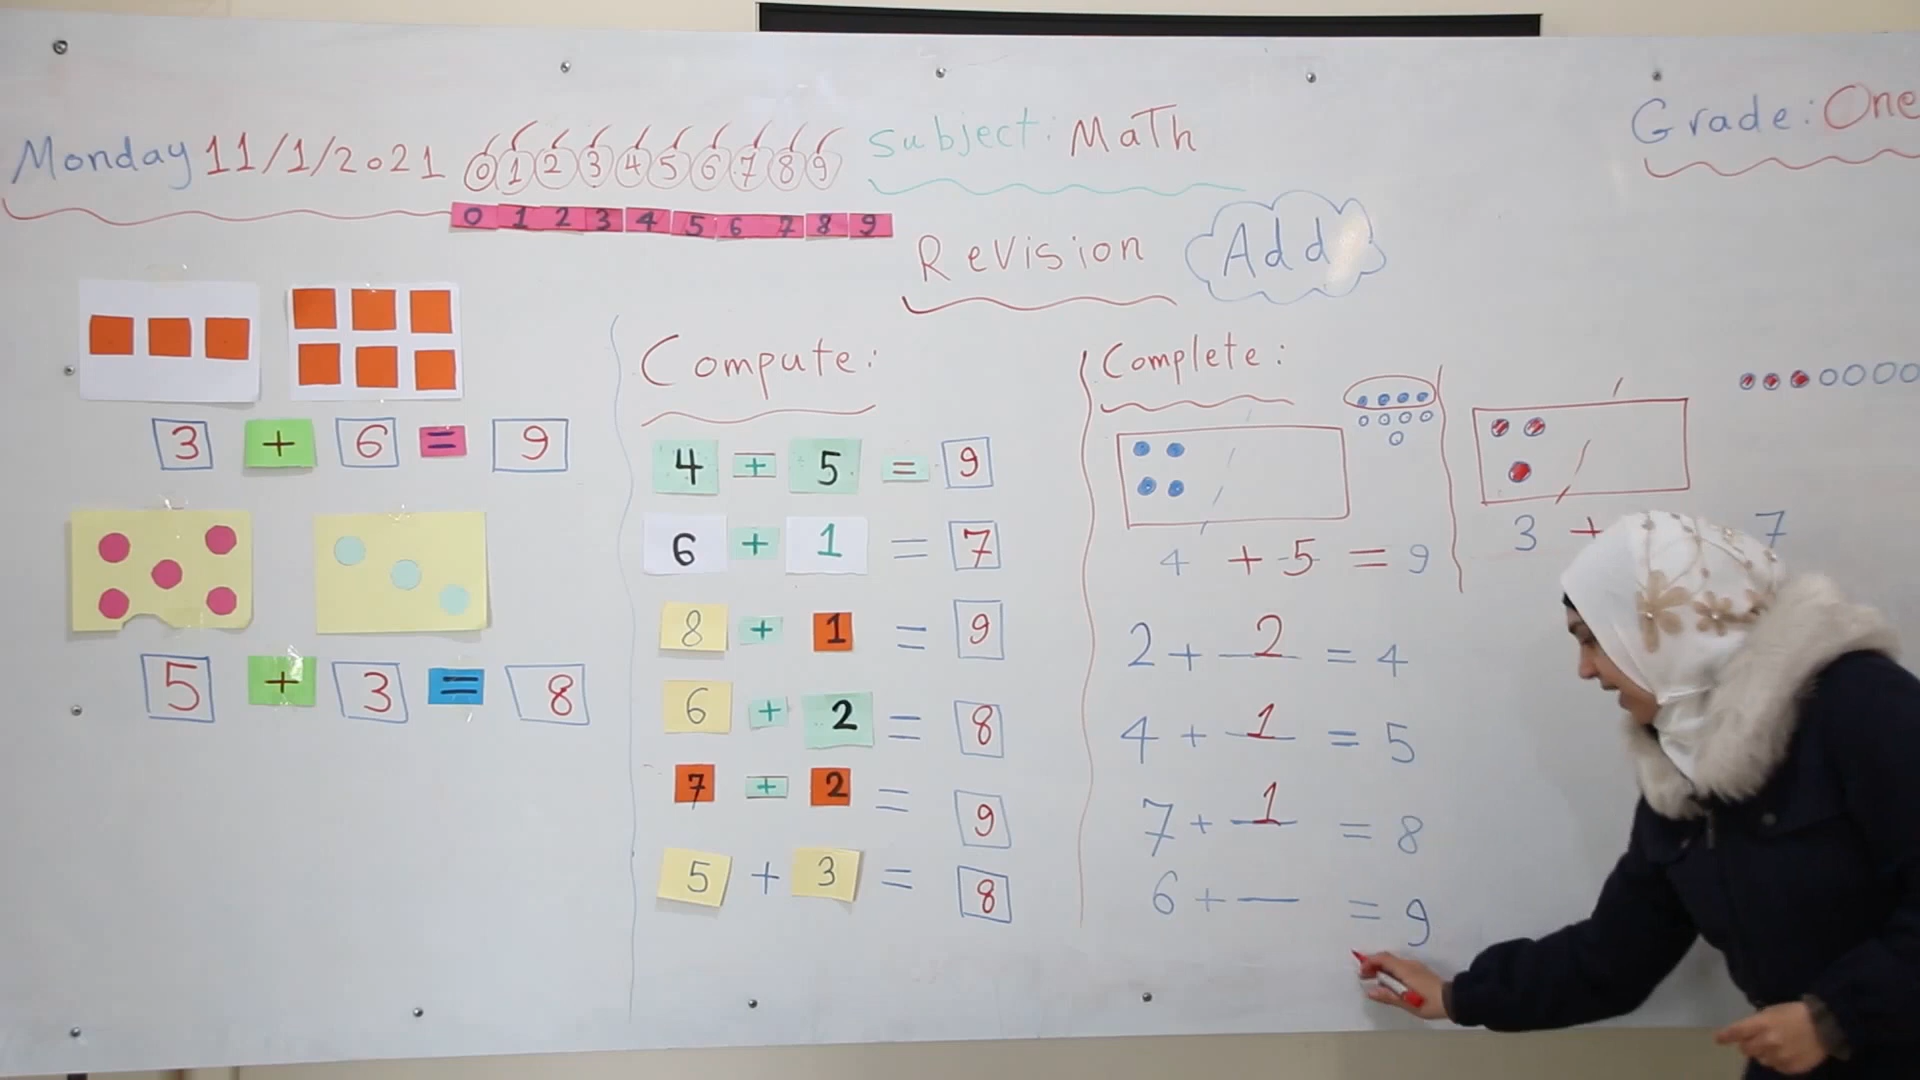 Monday 11/1/2021
0 1 2 3 4 5 6 7 8 9
Subject: Math
Grade: One
0 1 2 3 4 5 6 7 8 9
Revision
Add
3 + 6 = 9
5 + 3 = 8
Compute:
4 + 5 = 9
6 + 1 = 7
8 + 1 = 9
6 + 2 = 8
7 + 2 = 9
5 + 3 = 8
Complete:
4 + 5 = 9
2 + 2 = 4
4 + 1 = 5
7 + 1 = 8
6 + __ = 9
3 + 7